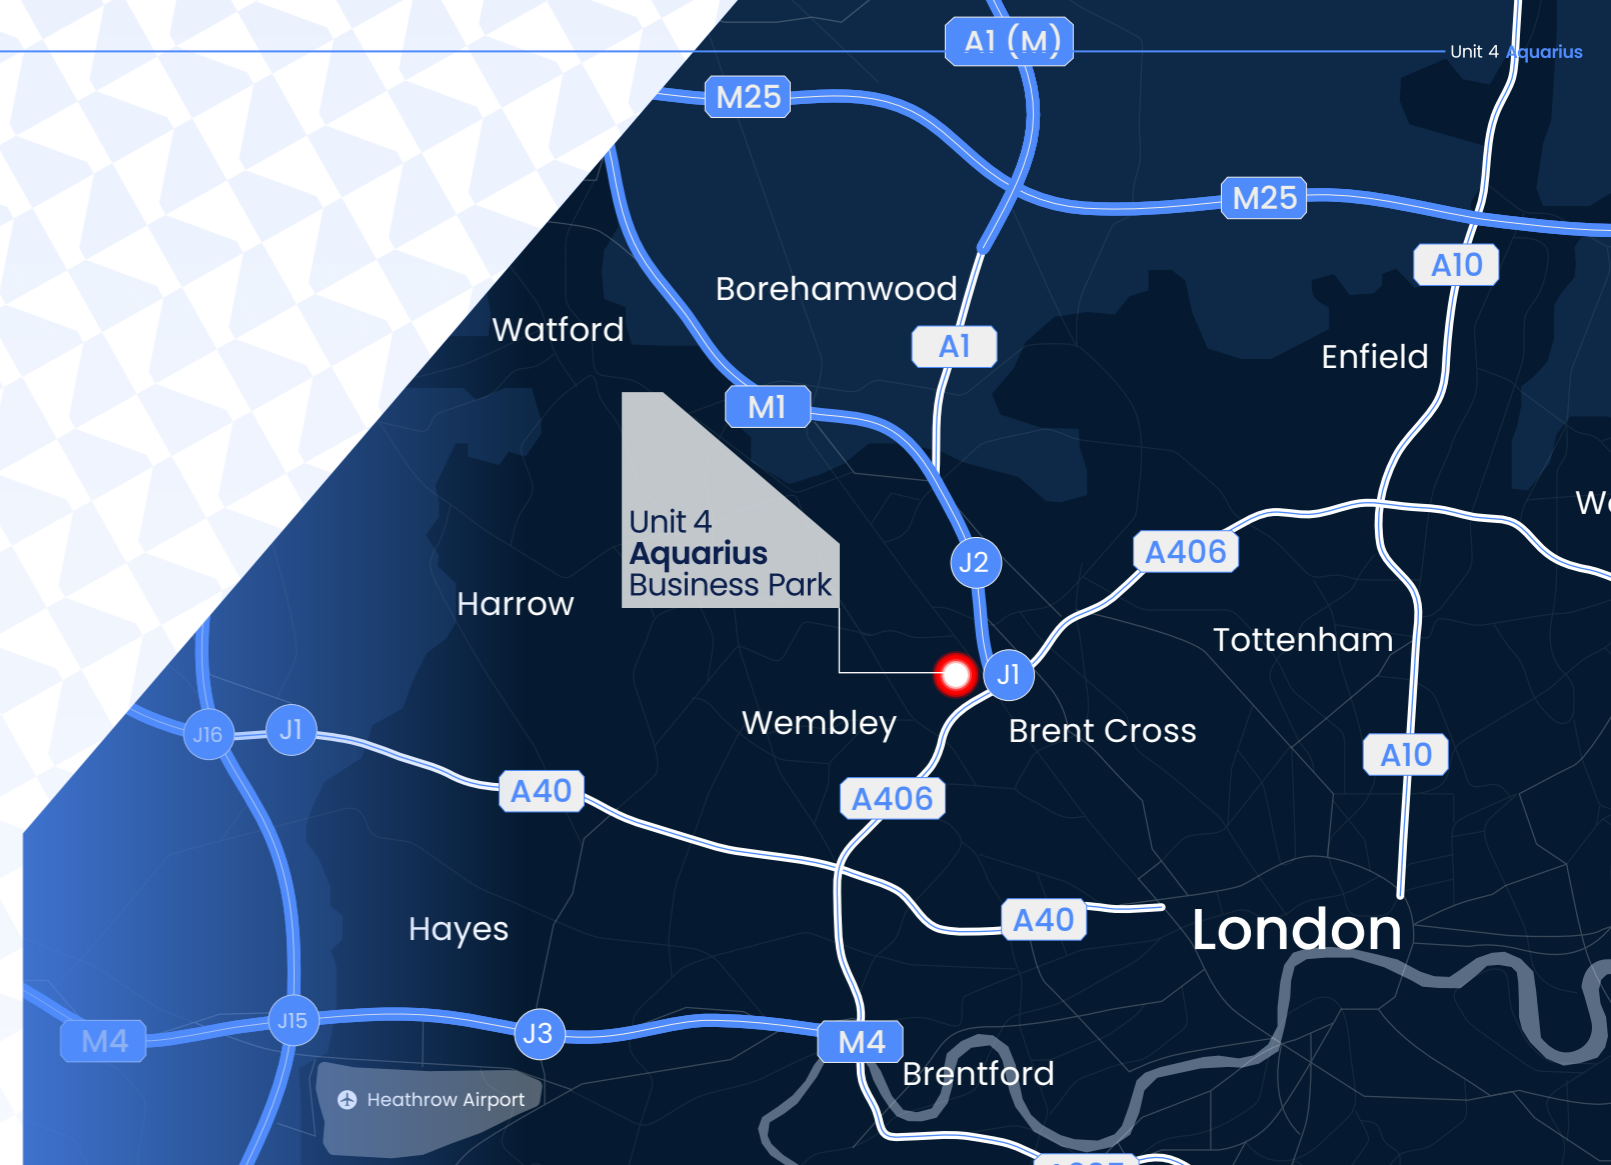 A1 (M)
Unit 4 Aquarius
M25
M25
A10
Borehamwood
Watford
A1
Enfield
M1
Unit 4
Aquarius
Business Park
A406
J2
Harrow
Tottenham
J1
Wembley
Brent Cross
J16
J1
A10
A40
A406
A40
London
Hayes
J15
J3
M4
M4
Brentford
Heathrow Airport